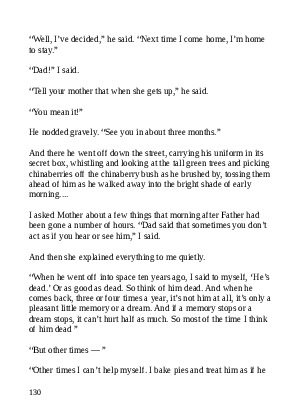 “Well, I’ve decided,” he said. “Next time I come home, I’m home
to stay.”
“Dad!” I said.
“Tell your mother that when she gets up,” he said.
“You mean it!”
He nodded gravely. “See you in about three months.”
And there he went off down the street, carrying his uniform in its
secret box, whistling and looking at the tall green trees and picking
chinaberries off the chinaberry bush as he brushed by, tossing them
ahead of him as he walked away into the bright shade of early
morning....
I asked Mother about a few things that morning after Father had
been gone a number of hours. “Dad said that sometimes you don’t
act as if you hear or see him,” I said.
And then she explained everything to me quietly.
“When he went off into space ten years ago, I said to myself, ‘He’s
dead.’ Or as good as dead. So think of him dead. And when he
comes back, three or four times a year, it’s not him at all, it’s only a
pleasant little memory or a dream. And if a memory stops or a
dream stops, it can’t hurt half as much. So most of the time I think
of him dead ”
“But other times — ”
“Other times I can’t help myself. I bake pies and treat him as if he
130